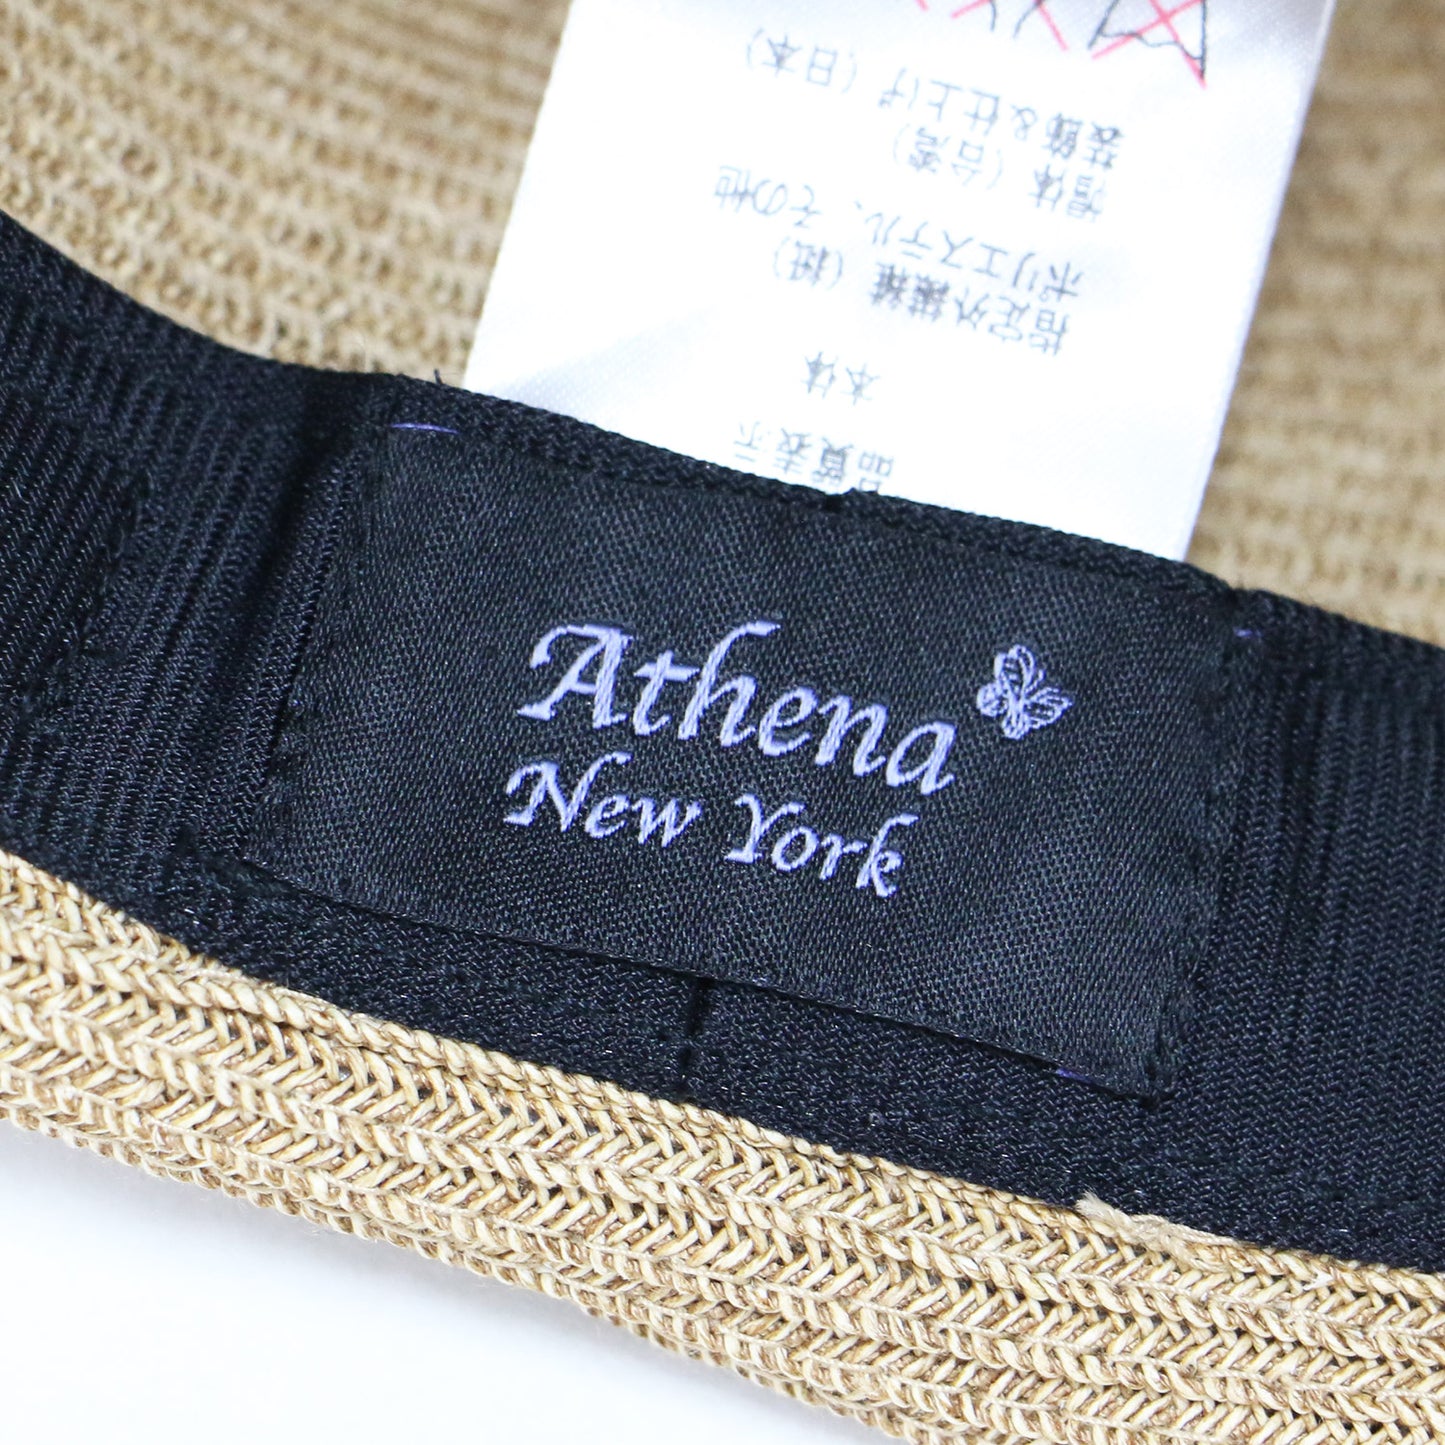 Athena
New York
品質表示
本体
指定外繊維（紙）
ポリエステル、その他
帽体（台湾）
装飾&仕上げ（日本）